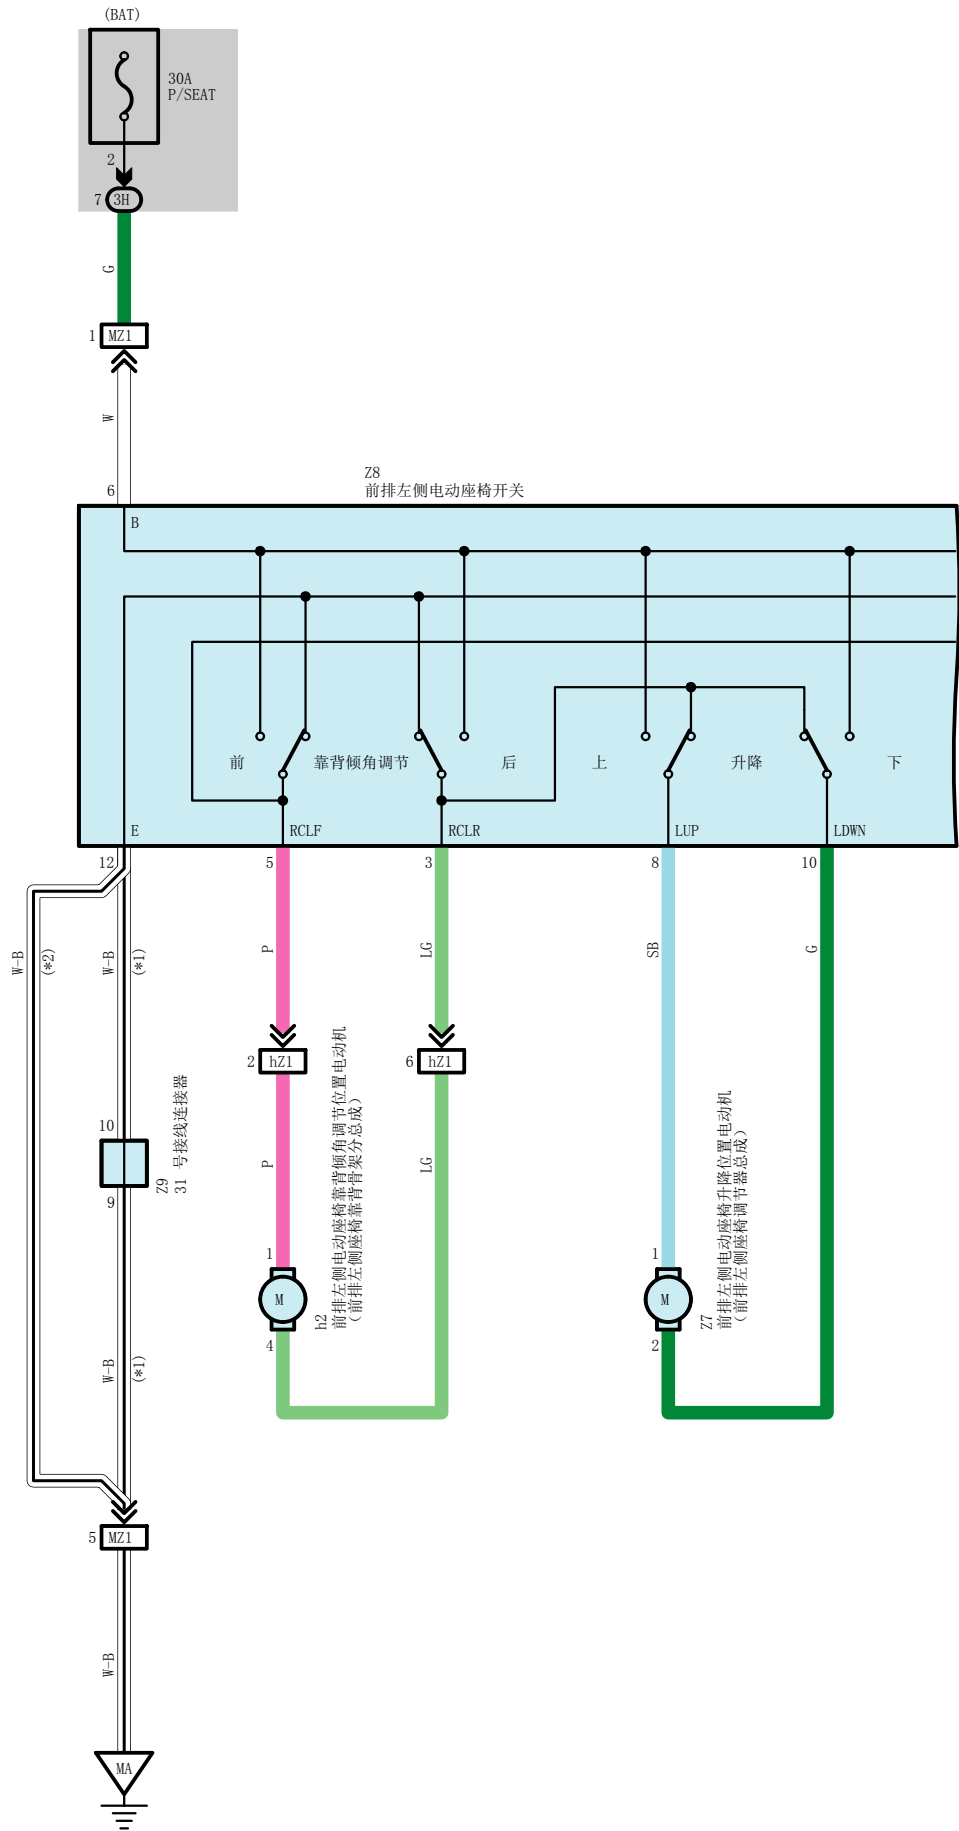 (BAT)
30A
P/SEAT
2
7
3H
G
1
MZ1
W
Z8
前排左侧电动座椅开关
6
B
前
靠背倾角调节
后
上
升降
下
E
RCLF
RCLR
LUP
LDWN
12
5
3
8
10
W-B
(*2)
W-B
(*1)
P
LG
SB
G
2
hZ1
6
hZ1
10
9
Z9
31 号接线连接器
P
LG
1
M
4
h2
前排左侧电动座椅靠背倾角调节位置电动机
（前排左侧座椅靠背骨架分总成）
1
M
2
Z7
前排左侧电动座椅升降位置电动机
（前排左侧座椅调节器总成）
W-B
(*1)
5
MZ1
W-B
MA